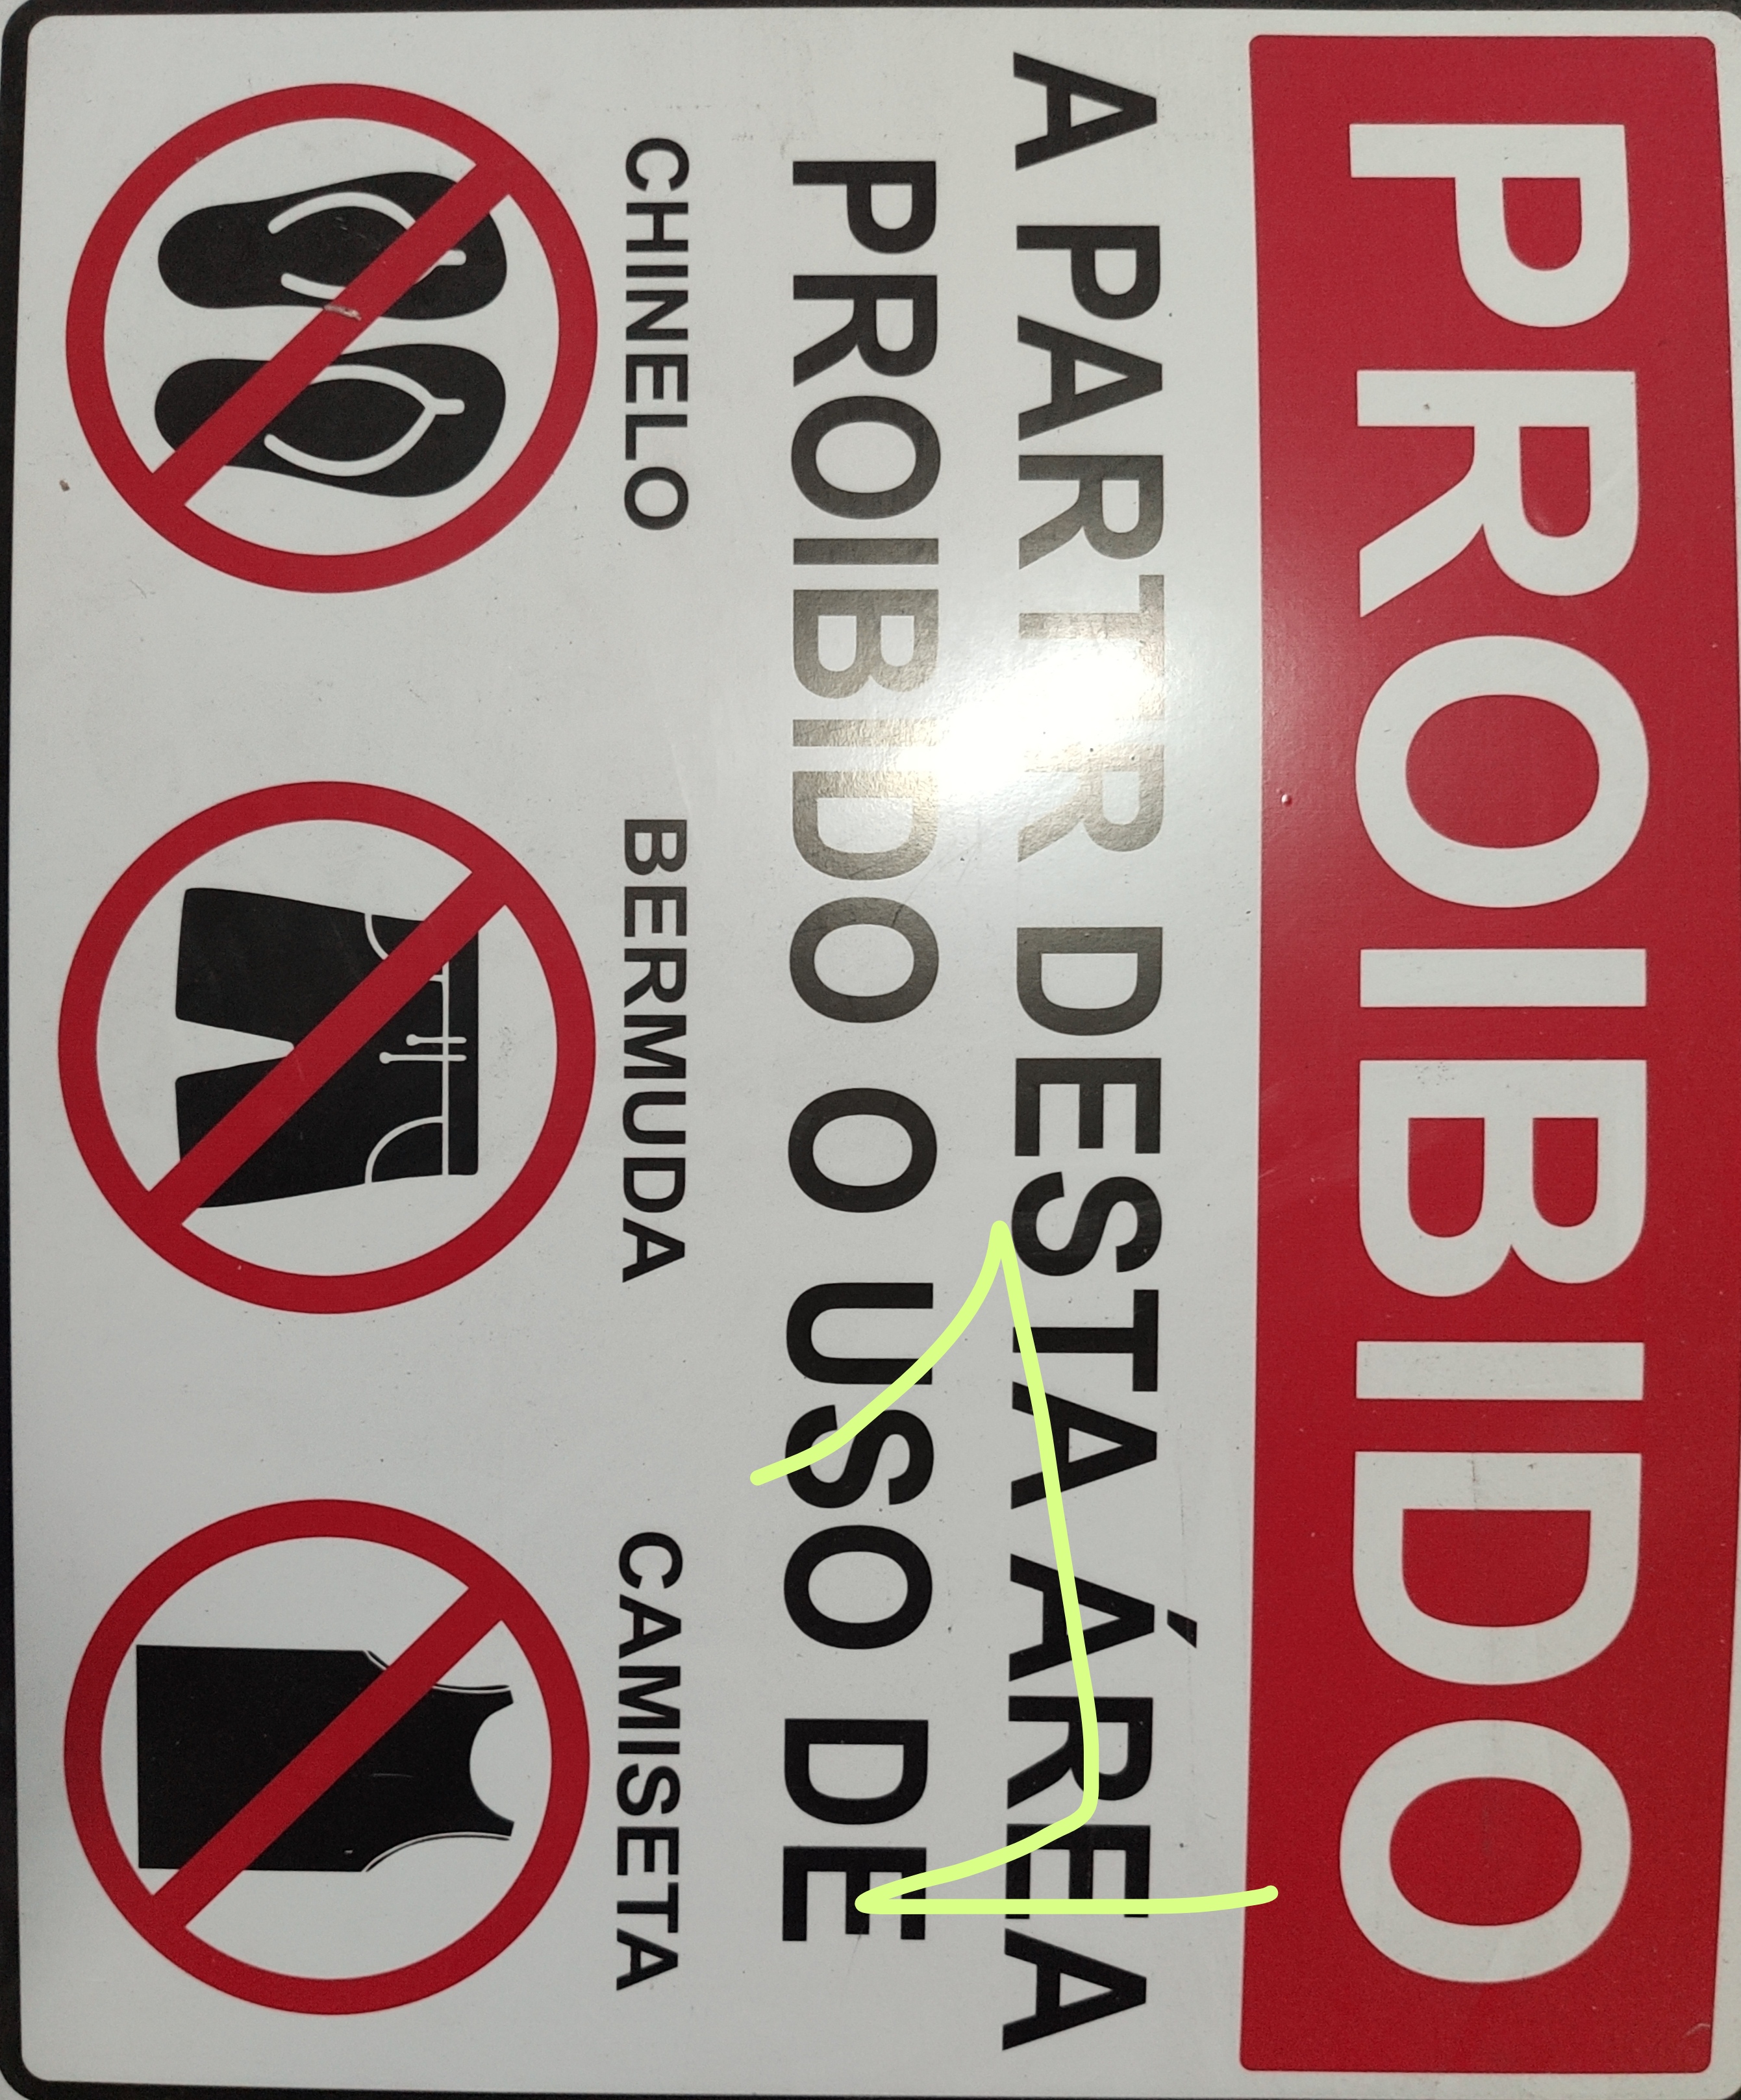 PROIBIDO
A PARTIR DESTA ÁREA
PROIBIDO O USO DE
CHINELO BERMUDA CAMISETA